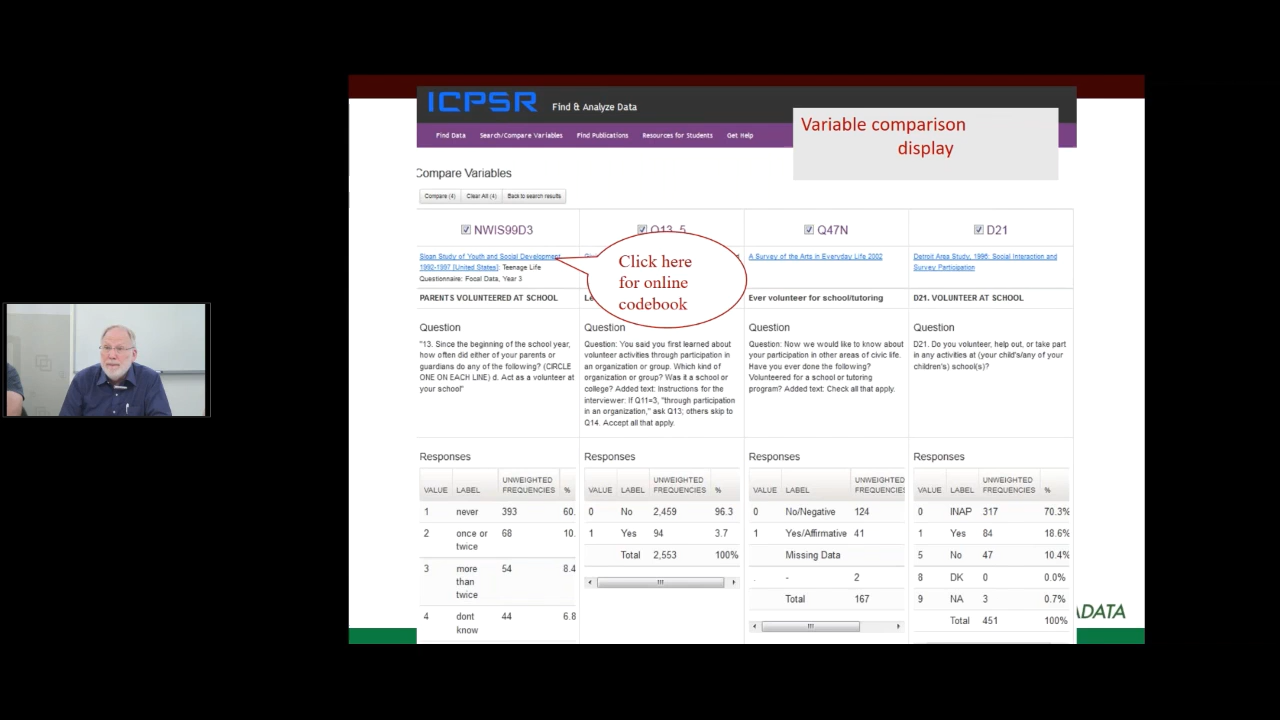 ICPSR Find & Analyze Data
Find Data Search/Compare Variables Find Publications Resources for Students Get Help
Variable comparison
display
Compare Variables
Compare (4) Clear All (4) Back to search results
NWIS99D3
Sloan Study of Youth and Social Development,
1992-1997 [United States]: Teenage Life
Questionnaire: Focal Data, Year 3
PARENTS VOLUNTEERED AT SCHOOL
Question
"13. Since the beginning of the school year,
how often did either of your parents or
guardians do any of the following? (CIRCLE
ONE ON EACH LINE) d. Act as a volunteer at
your school"
Responses
VALUE LABEL UNWEIGHTED FREQUENCIES %
1 never 393 60.
2 once or twice 68 10.
3 more than twice 54 8.4
4 dont know 44 6.8
Q13_5
Click here
for online
codebook
Question
Question: You said you first learned about
volunteer activities through participation in
an organization or group. Which kind of
organization or group? Was it a school or
college? Added text: Instructions for the
interviewer: If Q11=3, "through participation
in an organization," ask Q13; others skip to
Q14. Accept all that apply.
Responses
VALUE LABEL UNWEIGHTED FREQUENCIES %
0 No 2,459 96.3
1 Yes 94 3.7
Total 2,553 100%
Q47N
A Survey of the Arts in Everyday Life 2002
Ever volunteer for school/tutoring
Question
Question: Now we would like to know about
your participation in other areas of civic life.
Have you ever done the following?
Volunteered for a school or tutoring
program? Added text: Check all that apply.
Responses
VALUE LABEL UNWEIGHTED FREQUENCIES
0 No/Negative 124
1 Yes/Affirmative 41
Missing Data
. - 2
Total 167
D21
Detroit Area Study, 1996: Social Interaction and
Survey Participation
D21. VOLUNTEER AT SCHOOL
Question
D21. Do you volunteer, help out, or take part
in any activities at (your child's/any of your
children's) school(s)?
Responses
VALUE LABEL UNWEIGHTED FREQUENCIES %
0 INAP 317 70.3%
1 Yes 84 18.6%
5 No 47 10.4%
8 DK 0 0.0%
9 NA 3 0.7%
Total 451 100%
ADATA